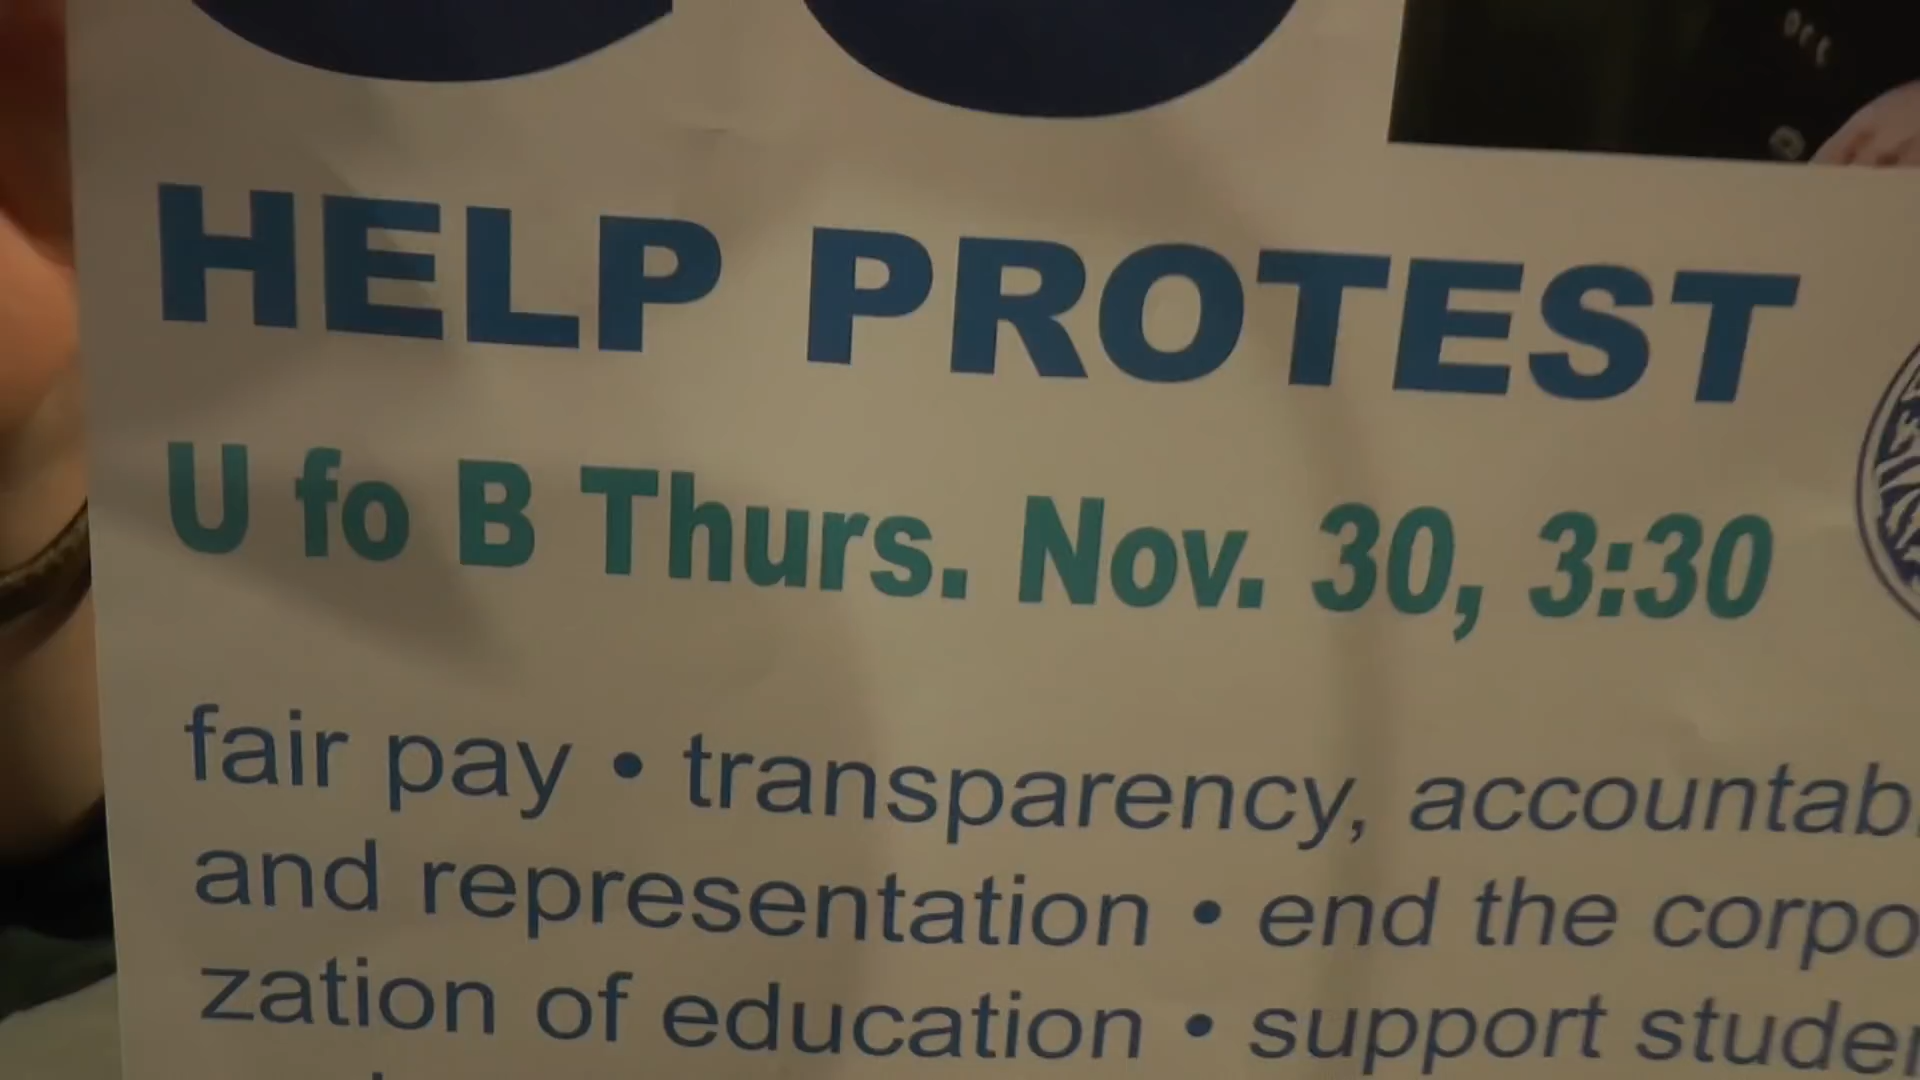 HELP PROTEST
U fo B Thurs. Nov. 30, 3:30
fair pay • transparency, accountab
and representation • end the corpo
zation of education • support studen